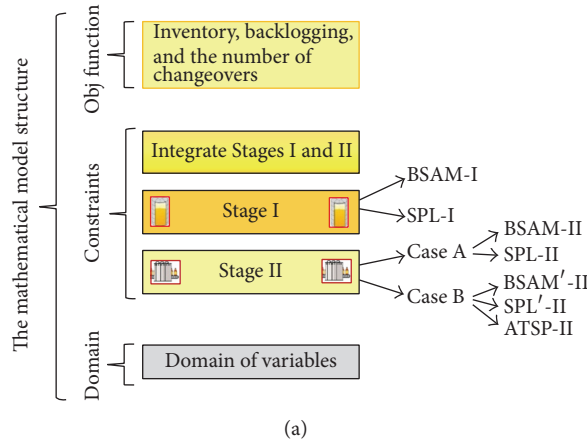 The mathematical model structure
Obj function
Inventory, backlogging,
and the number of
changeovers
Constraints
Integrate Stages I and II
Stage I
BSAM-I
SPL-I
Stage II
Case A
BSAM-II
SPL-II
Case B
BSAM′-II
SPL′-II
ATSP-II
Domain
Domain of variables
(a)